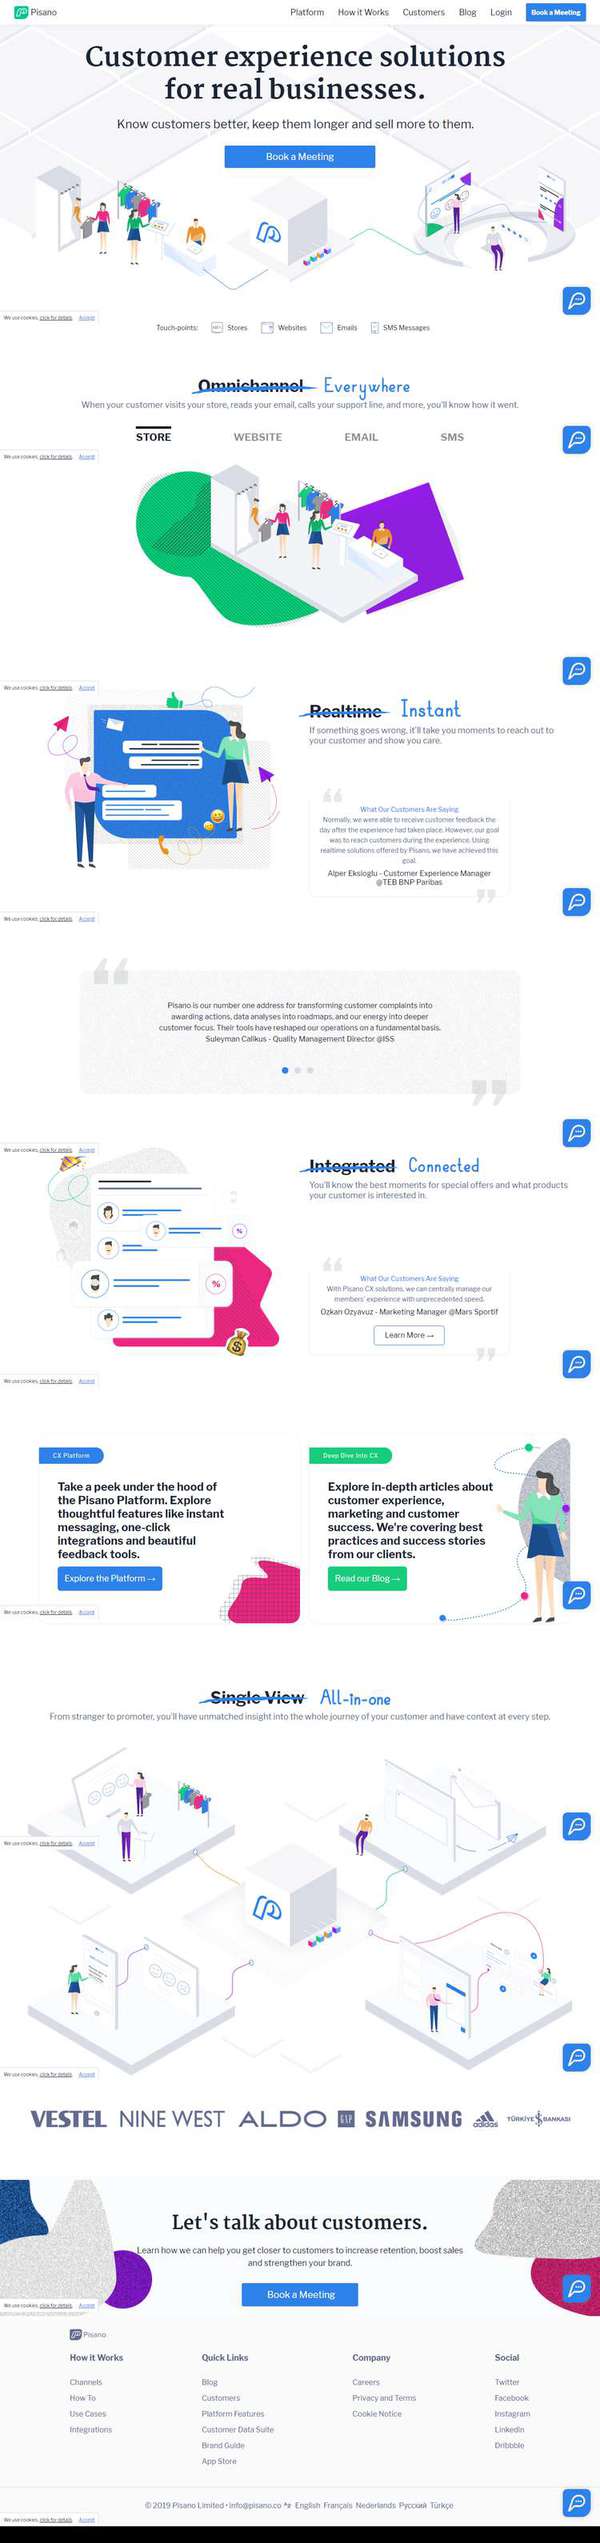 Pisano
Platform How it Works Customers Blog Login Book a Meeting
Customer experience solutions
for real businesses.
Know customers better, keep them longer and sell more to them.
Book a Meeting
We use cookies, click for details. Accept
Touch-points: Stores Websites Emails SMS Messages
Omnichannel Everywhere
When your customer visits your store, reads your email, calls your support line, and more, you'll know how it went.
STORE WEBSITE EMAIL SMS
We use cookies, click for details. Accept
We use cookies, click for details. Accept
Realtime Instant
If something goes wrong, it'll take you moments to reach out to
your customer and show you care.
What Our Customers Are Saying
Normally, we were able to receive customer feedback the
day after the experience had taken place. However, our goal
was to reach customers during the experience. Using
realtime solutions offered by Pisano, we have achieved this
goal.
Alper Eksioglu - Customer Experience Manager
@TEB BNP Paribas
We use cookies, click for details. Accept
Pisano is our number one address for transforming customer complaints into
awarding actions, data analyses into roadmaps, and our energy into deeper
customer focus. Their tools have reshaped our operations on a fundamental basis.
Suleyman Calikus - Quality Management Director @ISS
We use cookies, click for details. Accept
Integrated Connected
You'll know the best moments for special offers and what products
your customer is interested in.
%
%
What Our Customers Are Saying
With Pisano CX solutions, we can centrally manage our
members' experience with unprecedented speed.
Ozkan Ozyavuz - Marketing Manager @Mars Sportif
Learn More →
We use cookies, click for details. Accept
CX Platform
Take a peek under the hood of
the Pisano Platform. Explore
thoughtful features like instant
messaging, one-click
integrations and beautiful
feedback tools.
Explore the Platform →
Deep Dive Into CX
Explore in-depth articles about
customer experience,
marketing and customer
success. We're covering best
practices and success stories
from our clients.
Read our Blog →
We use cookies, click for details. Accept
Single View All-in-one
From stranger to promoter, you'll have unmatched insight into the whole journey of your customer and have context at every step.
We use cookies, click for details. Accept
We use cookies, click for details. Accept
VESTEL NINE WEST ALDO GAP SAMSUNG adidas TÜRKİYE İŞ BANKASI
Let's talk about customers.
Learn how we can help you get closer to customers to increase retention, boost sales
and strengthen your brand.
Book a Meeting
We use cookies, click for details. Accept
Pisano
How it Works
Channels
How To
Use Cases
Integrations
Quick Links
Blog
Customers
Platform Features
Customer Data Suite
Brand Guide
App Store
Company
Careers
Privacy and Terms
Cookie Notice
Social
Twitter
Facebook
Instagram
Linkedin
Dribbble
© 2019 Pisano Limited • info@pisano.co English Français Nederlands Русский Türkçe
We use cookies, click for details. Accept